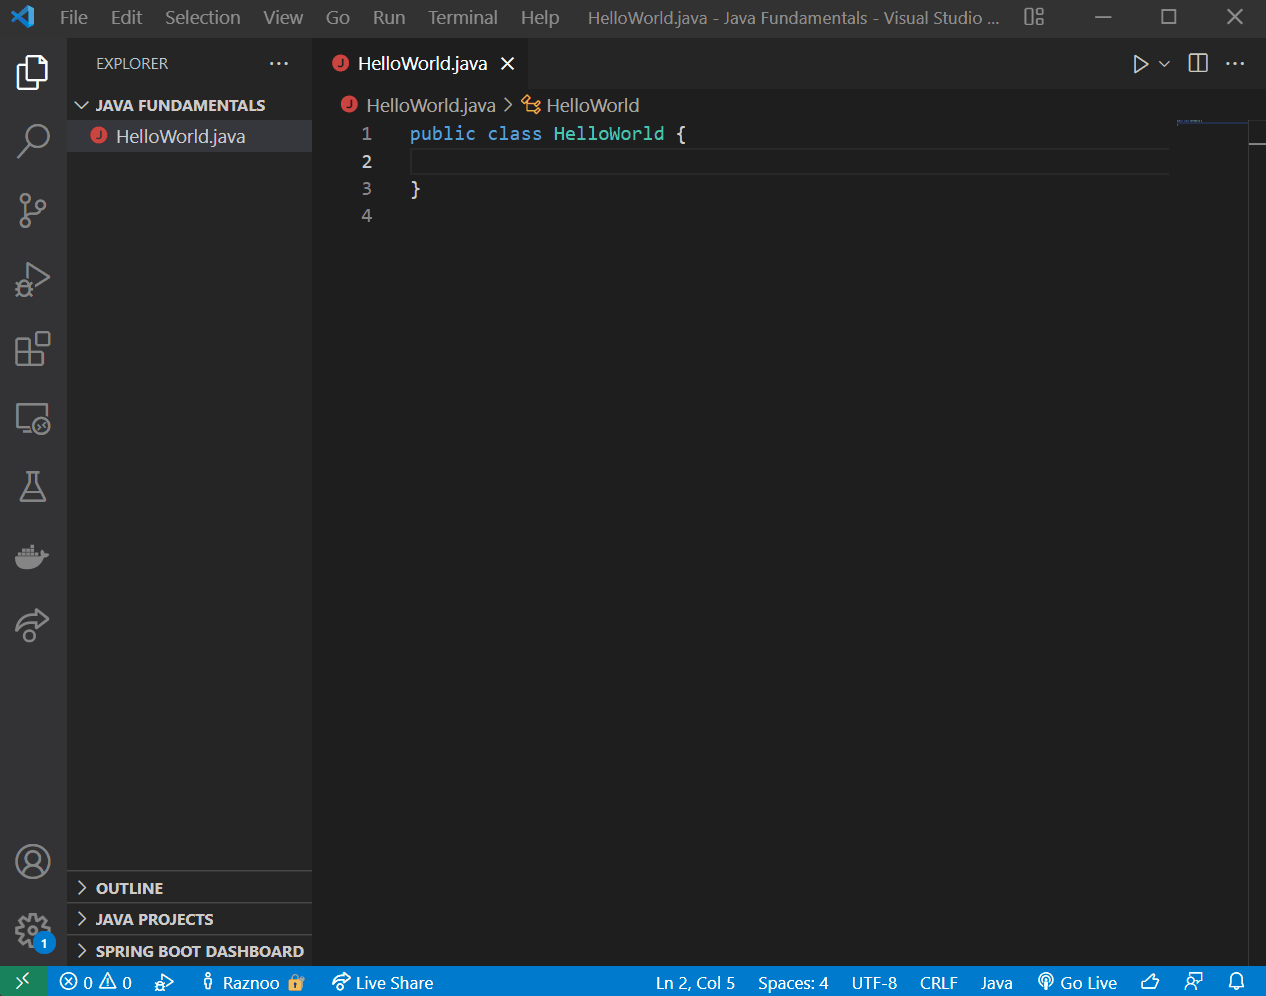 File Edit Selection View Go Run Terminal Help HelloWorld.java - Java Fundamentals - Visual Studio ...
EXPLORER
JAVA FUNDAMENTALS
HelloWorld.java
OUTLINE
JAVA PROJECTS
SPRING BOOT DASHBOARD
1
HelloWorld.java
HelloWorld.java > HelloWorld
1 public class HelloWorld {
2
3 }
4
0 0 Raznoo Live Share Ln 2, Col 5 Spaces: 4 UTF-8 CRLF Java Go Live